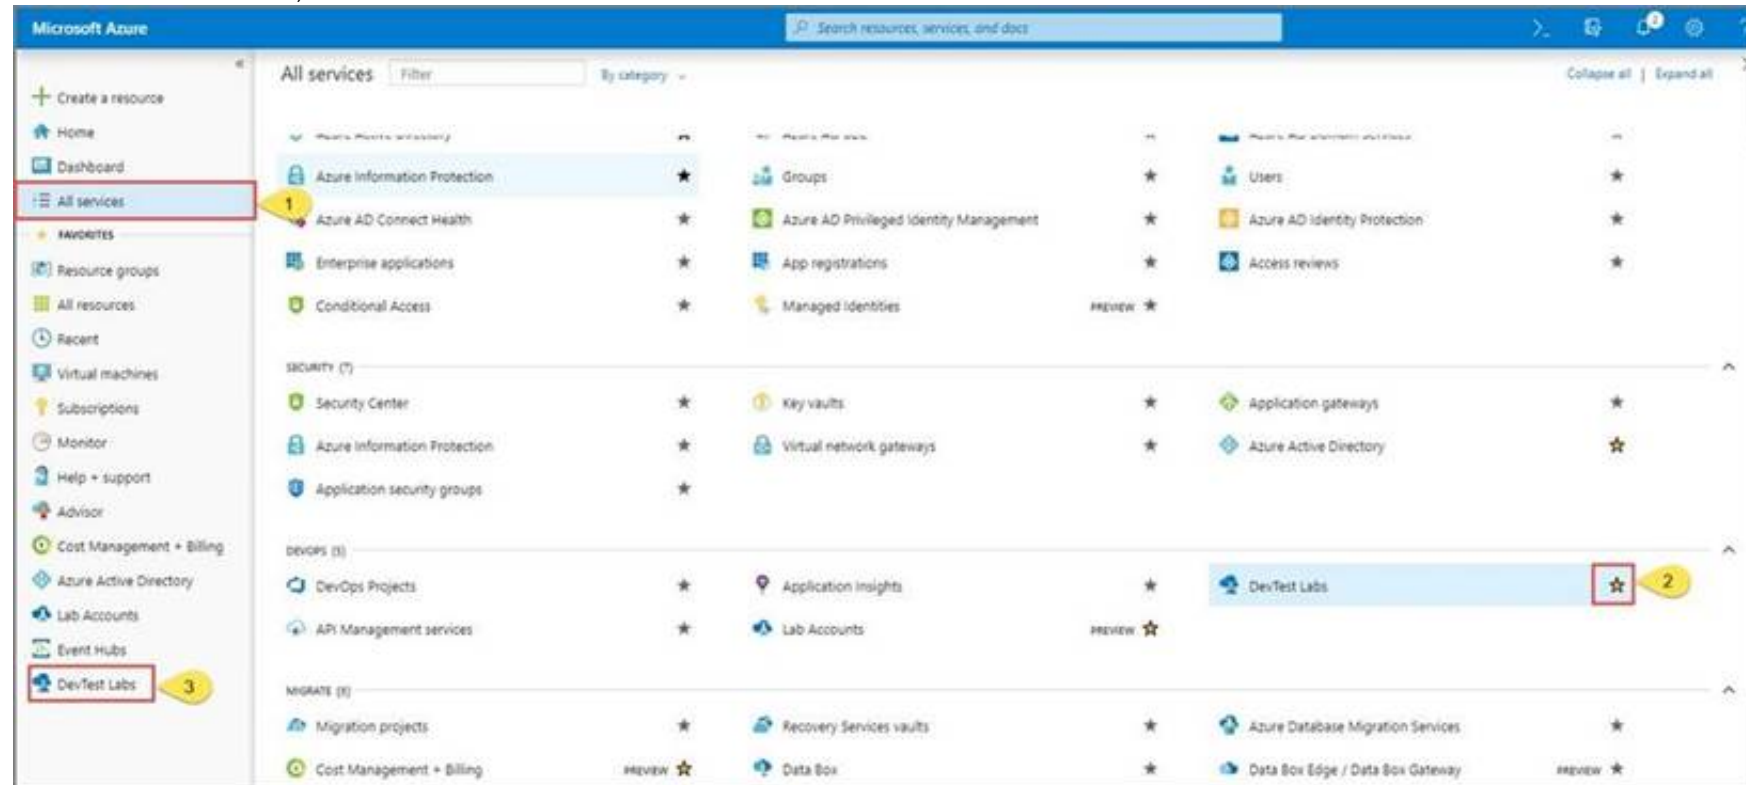 Microsoft Azure
Search resources, services, and docs
2
Create a resource
Home
Dashboard
All services
1
FAVORITES
Resource groups
All resources
Recent
Virtual machines
Subscriptions
Monitor
Help + support
Advisor
Cost Management + Billing
Azure Active Directory
Lab Accounts
Event Hubs
DevTest Labs
3
All services Filter By category
Collapse all | Expand all
Azure Active Directory
Azure Information Protection Groups Users
Azure AD Connect Health Azure AD Privileged Identity Management Azure AD Identity Protection
Enterprise applications App registrations Access reviews
Conditional Access Managed Identities PREVIEW
SECURITY (7)
Security Center Key vaults Application gateways
Azure Information Protection Virtual network gateways Azure Active Directory
Application security groups
DEVOPS (5)
DevOps Projects Application Insights DevTest Labs 2
API Management services Lab Accounts PREVIEW
MIGRATE (8)
Migration projects Recovery Services vaults Azure Database Migration Services
Cost Management + Billing PREVIEW Data Box Data Box Edge / Data Box Gateway PREVIEW